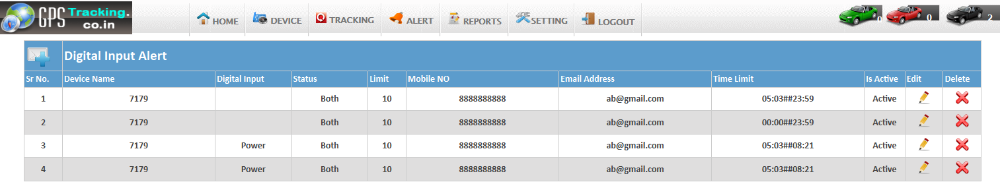 GPS Tracking.
co.in
HOME DEVICE TRACKING ALERT REPORTS SETTING LOGOUT
0 0 2
Digital Input Alert
Sr No. Device Name Digital Input Status Limit Mobile NO Email Address Time Limit Is Active Edit Delete
1 7179 Both 10 8888888888 ab@gmail.com 05:03##23:59 Active
2 7179 Both 10 8888888888 ab@gmail.com 00:00##23:59 Active
3 7179 Power Both 10 8888888888 ab@gmail.com 05:03##08:21 Active
4 7179 Power Both 10 8888888888 ab@gmail.com 05:03##08:21 Active